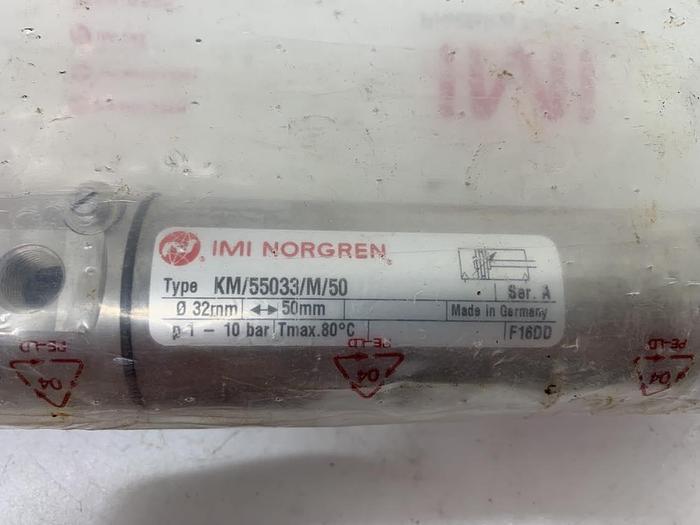 IMI
IMI NORGREN
Type KM/55033/M/50
Ser. A
Ø 32mm
50mm
Made in Germany
p 1 - 10 bar
Tmax.80°C
F16DD
04
PE-LD
04
PE-LD
04
PE-LD